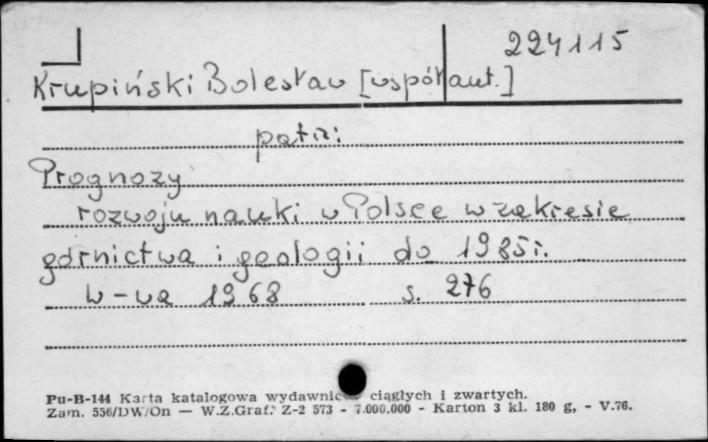 224115
Krupiński Bolesław [współaut.]
patrz:
Prognozy
rozwoju nauki w Polsce w zakresie
górnictwa i geologii do 1985 r.
W-wa 1968 s. 276
Pu-B-144 Karta katalogowa wydawnictw ciągłych i zwartych.
Zam. 556/DW/On — W.Z.Graf. Z-2 573 - 7.000.000 - Karton 3 kl. 180 g, - V.76.